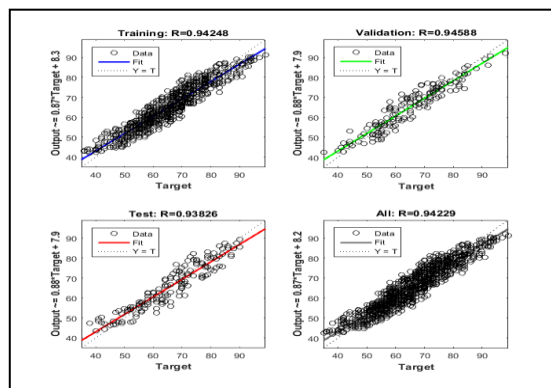 Training: R=0.94248
Output ~= 0.87*Target + 8.3
Data
Fit
Y = T
90
80
70
60
50
40
40 50 60 70 80 90
Target
Validation: R=0.94588
Output ~= 0.88*Target + 7.9
Data
Fit
Y = T
90
80
70
60
50
40
40 50 60 70 80 90
Target
Test: R=0.93826
Output ~= 0.88*Target + 7.9
Data
Fit
Y = T
90
80
70
60
50
40
40 50 60 70 80 90
Target
All: R=0.94229
Output ~= 0.87*Target + 8.2
Data
Fit
Y = T
90
80
70
60
50
40
40 50 60 70 80 90
Target